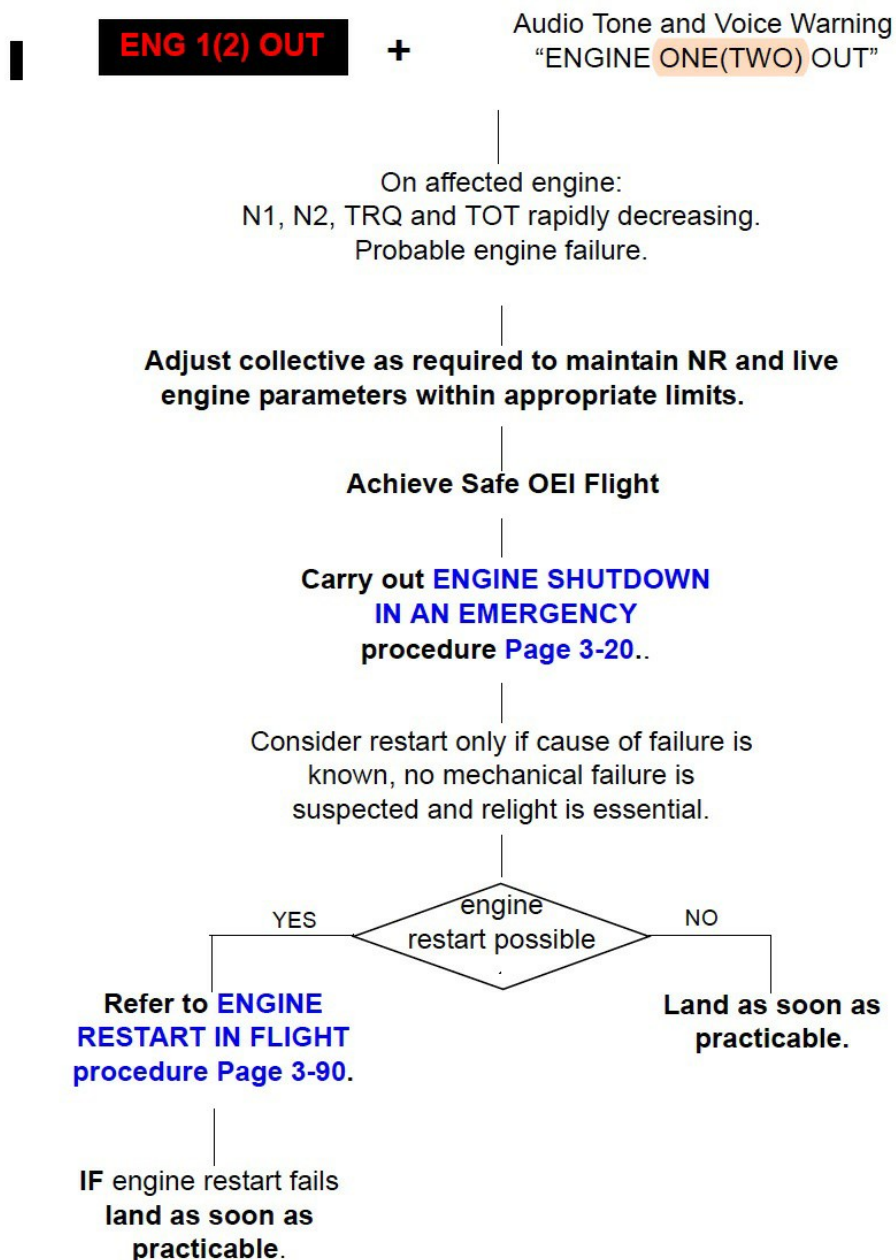 ENG 1(2) OUT
+
Audio Tone and Voice Warning
“ENGINE ONE(TWO) OUT”
On affected engine:
N1, N2, TRQ and TOT rapidly decreasing.
Probable engine failure.
Adjust collective as required to maintain NR and live
engine parameters within appropriate limits.
Achieve Safe OEI Flight
Carry out ENGINE SHUTDOWN
IN AN EMERGENCY
procedure Page 3-20..
Consider restart only if cause of failure is
known, no mechanical failure is
suspected and relight is essential.
engine
restart possible
.
YES
NO
Refer to ENGINE
RESTART IN FLIGHT
procedure Page 3-90.
Land as soon as
practicable.
IF engine restart fails
land as soon as
practicable.